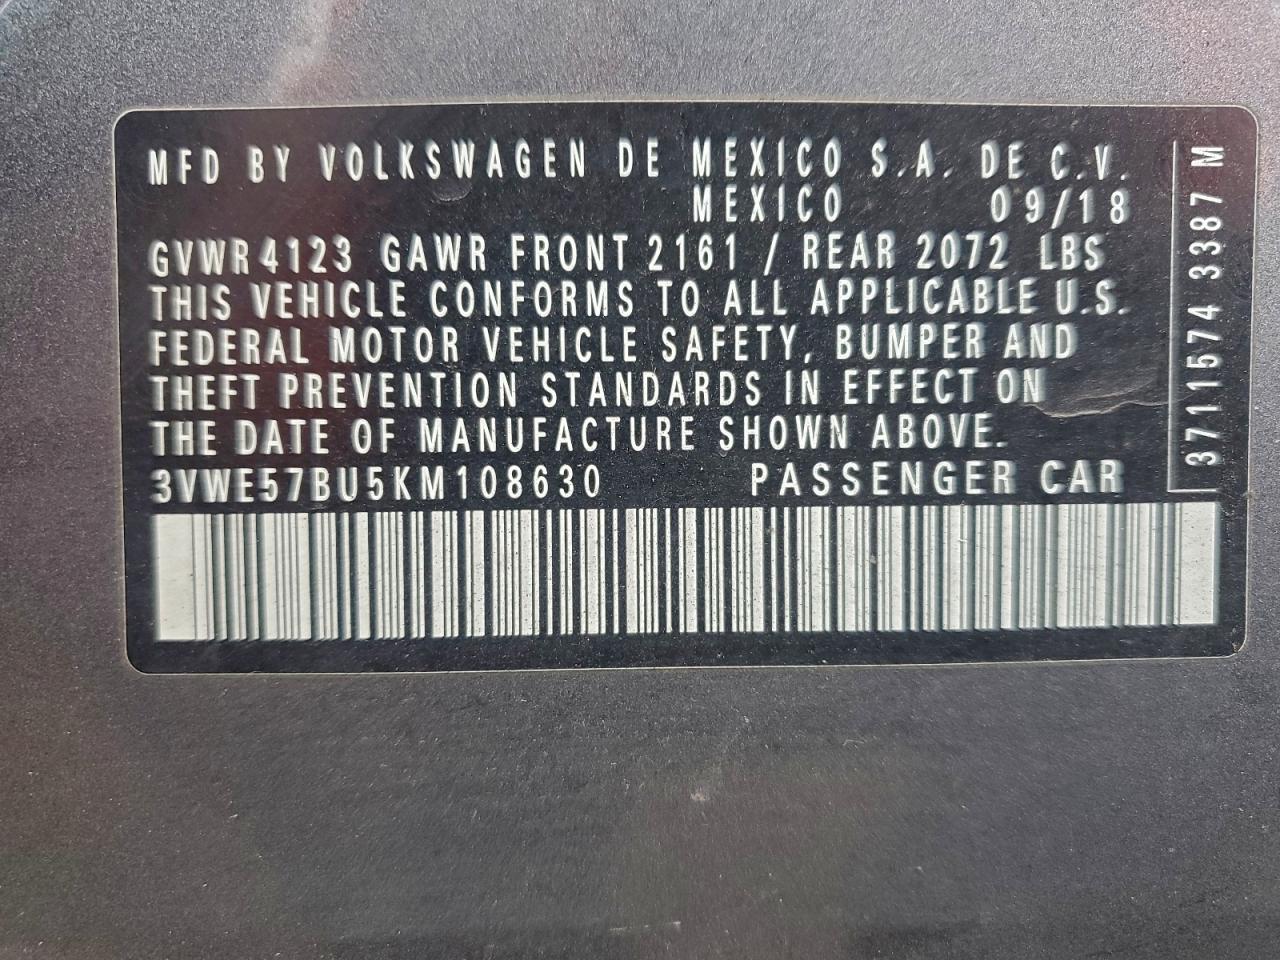 MFD BY VOLKSWAGEN DE MEXICO S.A. DE C.V.
MEXICO 09/18
GVWR 4123 GAWR FRONT 2161 / REAR 2072 LBS
THIS VEHICLE CONFORMS TO ALL APPLICABLE U.S.
FEDERAL MOTOR VEHICLE SAFETY, BUMPER AND
THEFT PREVENTION STANDARDS IN EFFECT ON
THE DATE OF MANUFACTURE SHOWN ABOVE.
3VWE57BU5KM108630 PASSENGER CAR
3711574 3387 M